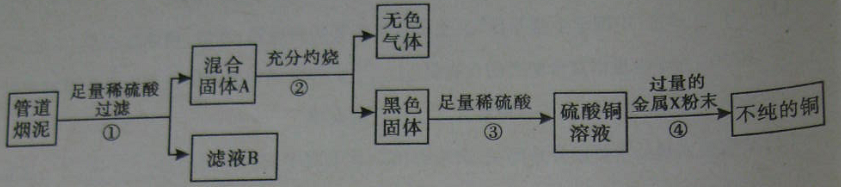 无色
气体
混合
固体A
充分灼烧
②
管道
烟泥
足量稀硫酸
过滤
①
黑色
固体
足量稀硫酸
③
硫酸铜
溶液
过量的
金属X粉末
④
不纯的铜
滤液B